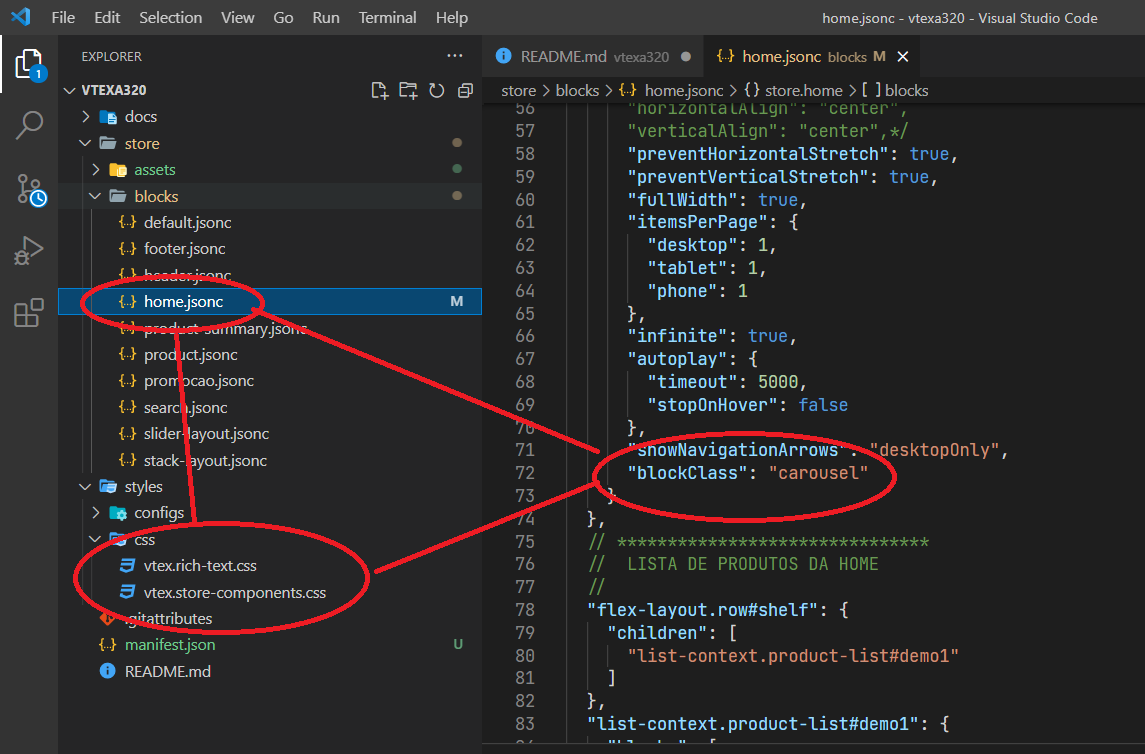 File Edit Selection View Go Run Terminal Help
home.jsonc - vtexa320 - Visual Studio Code
1
EXPLORER ...
VTEXA320
docs
store
assets
blocks
{..} default.jsonc
{..} footer.jsonc
{..} header.jsonc
{..} home.jsonc M
{..} product-summary.jsonc
{..} product.jsonc
{..} promocao.jsonc
{..} search.jsonc
{..} slider-layout.jsonc
{..} stack-layout.jsonc
styles
configs
css
vtex.rich-text.css
vtex.store-components.css
.gitattributes
{..} manifest.json U
README.md
README.md vtexa320 ● {..} home.jsonc blocks M ×
store > blocks > {..} home.jsonc > {} store.home > [ ] blocks
56 "horizontalAlign": "center",
57 "verticalAlign": "center",*/
58 "preventHorizontalStretch": true,
59 "preventVerticalStretch": true,
60 "fullWidth": true,
61 "itemsPerPage": {
62 "desktop": 1,
63 "tablet": 1,
64 "phone": 1
65 },
66 "infinite": true,
67 "autoplay": {
68 "timeout": 5000,
69 "stopOnHover": false
70 },
71 "showNavigationArrows": "desktopOnly",
72 "blockClass": "carousel"
73 }
74 },
75 // *******************************
76 // LISTA DE PRODUTOS DA HOME
77 //
78 "flex-layout.row#shelf": {
79 "children": [
80 "list-context.product-list#demo1"
81 ]
82 },
83 "list-context.product-list#demo1": {